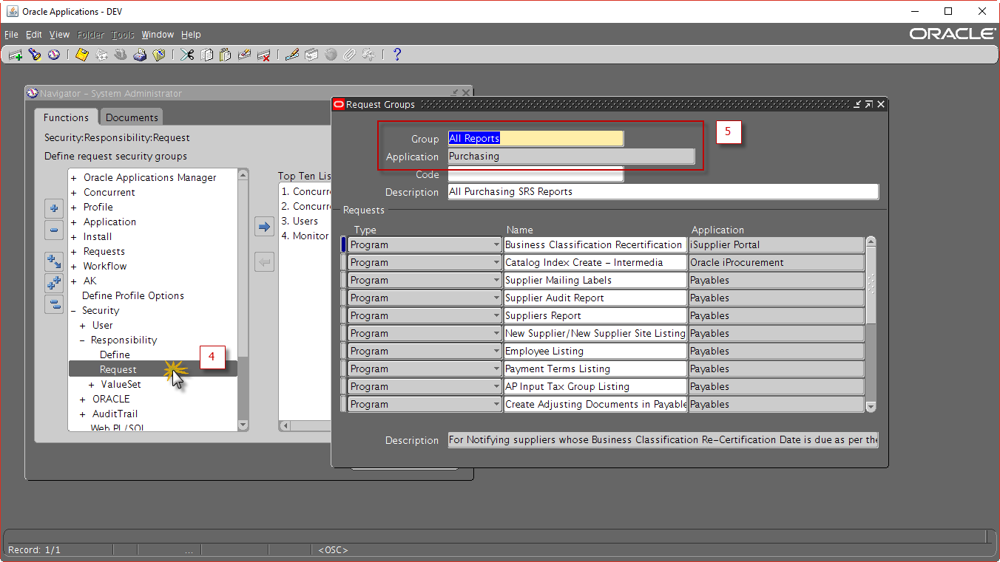 Oracle Applications - DEV
File Edit View Folder Tools Window Help
ORACLE
Navigator - System Administrator
Functions Documents
Security:Responsibility:Request
Define request security groups
+ Oracle Applications Manager
+ Concurrent
+ Profile
+ Application
+ Install
+ Requests
+ Workflow
+ AK
Define Profile Options
- Security
+ User
- Responsibility
Define
Request
+ ValueSet
+ ORACLE
+ AuditTrail
Web PL/SQL
4
Top Ten Lis
1. Concurr
2. Concurr
3. Users
4. Monitor
Request Groups
5
Group All Reports
Application Purchasing
Code
Description All Purchasing SRS Reports
Requests
Type Name Application
Program Business Classification Recertification iSupplier Portal
Program Catalog Index Create - Intermedia Oracle iProcurement
Program Supplier Mailing Labels Payables
Program Supplier Audit Report Payables
Program Suppliers Report Payables
Program New Supplier/New Supplier Site Listing Payables
Program Employee Listing Payables
Program Payment Terms Listing Payables
Program AP Input Tax Group Listing Payables
Program Create Adjusting Documents in Payable Payables
Description For Notifying suppliers whose Business Classification Re-Certification Date is due as per the
Record: 1/1 ... <OSC>